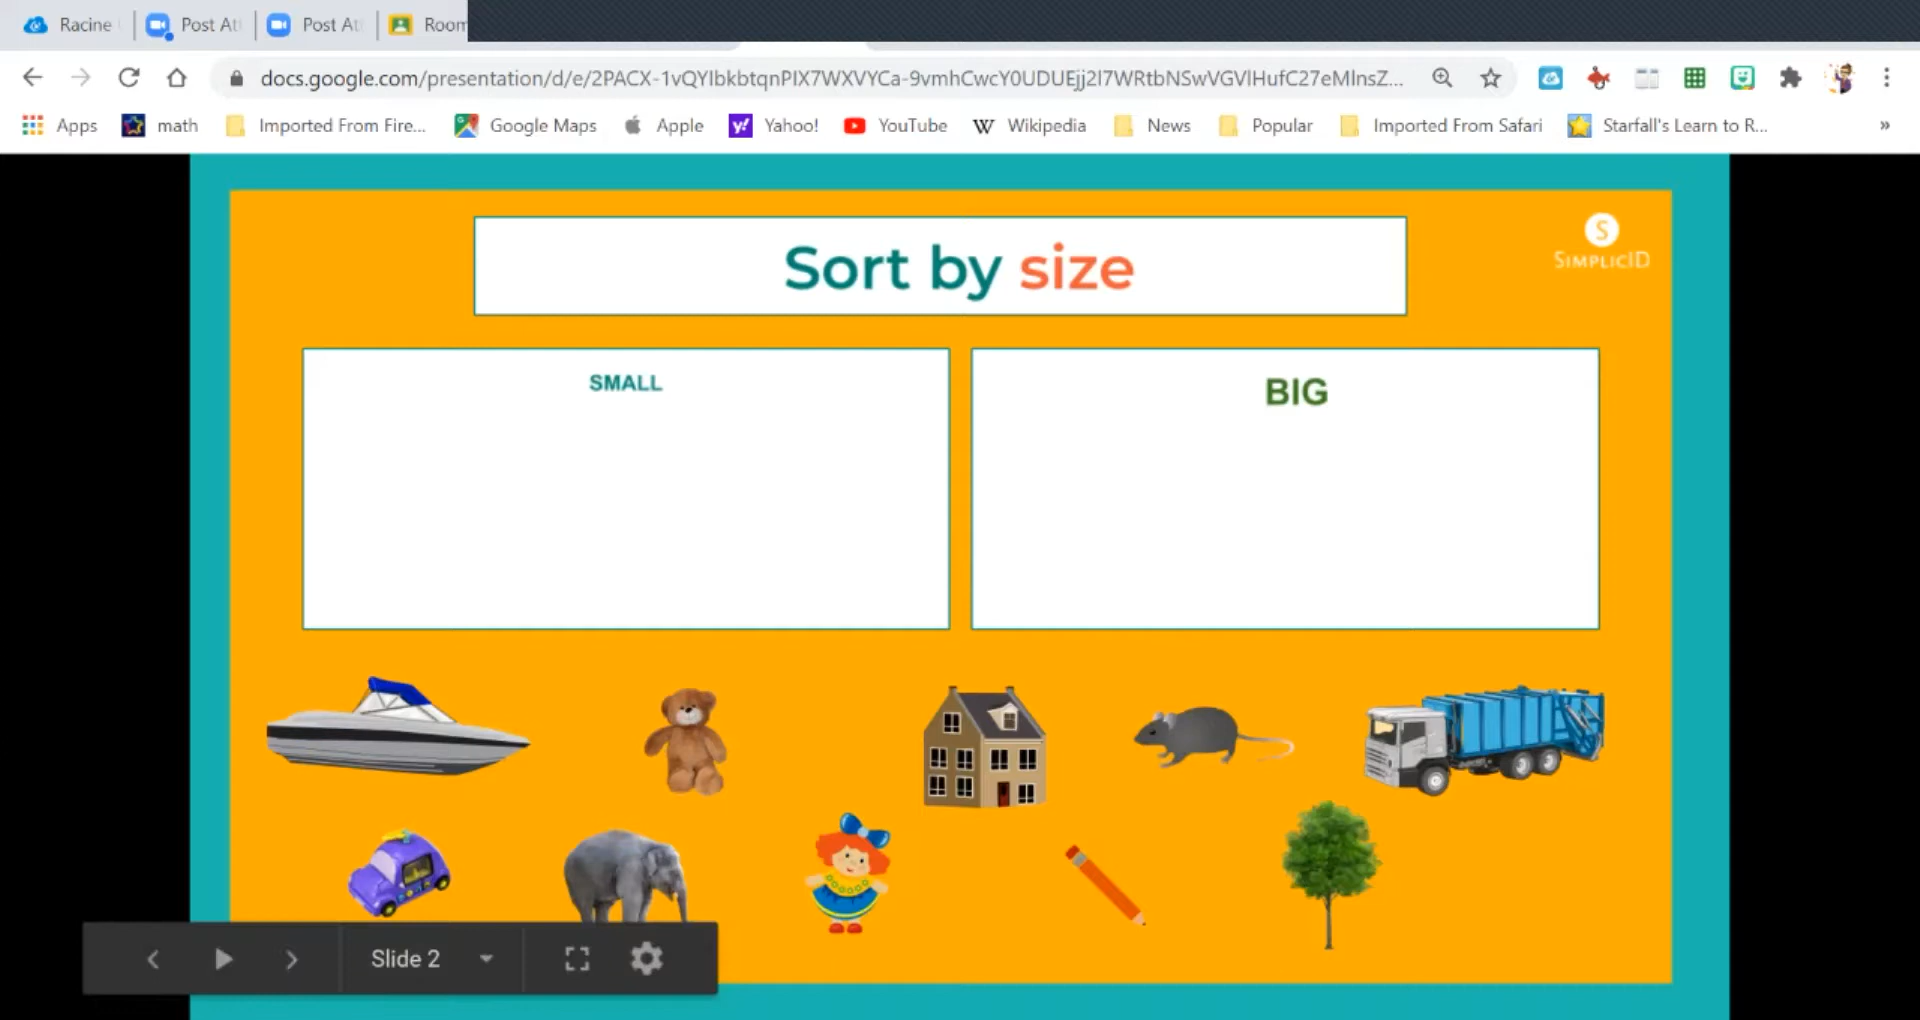 Racine
Post At
Post At
Room
docs.google.com/presentation/d/e/2PACX-1vQYIbkbtqnPIX7WXVYCa-9vmhCwcY0UDUEjj2l7WRtbNSwVGVlHufC27eMlnsZ...
Apps
math
Imported From Fire...
Google Maps
Apple
Yahoo!
YouTube
Wikipedia
News
Popular
Imported From Safari
Starfall's Learn to R...
»
Sort by size
S
SIMPLICID
SMALL
BIG
Slide 2